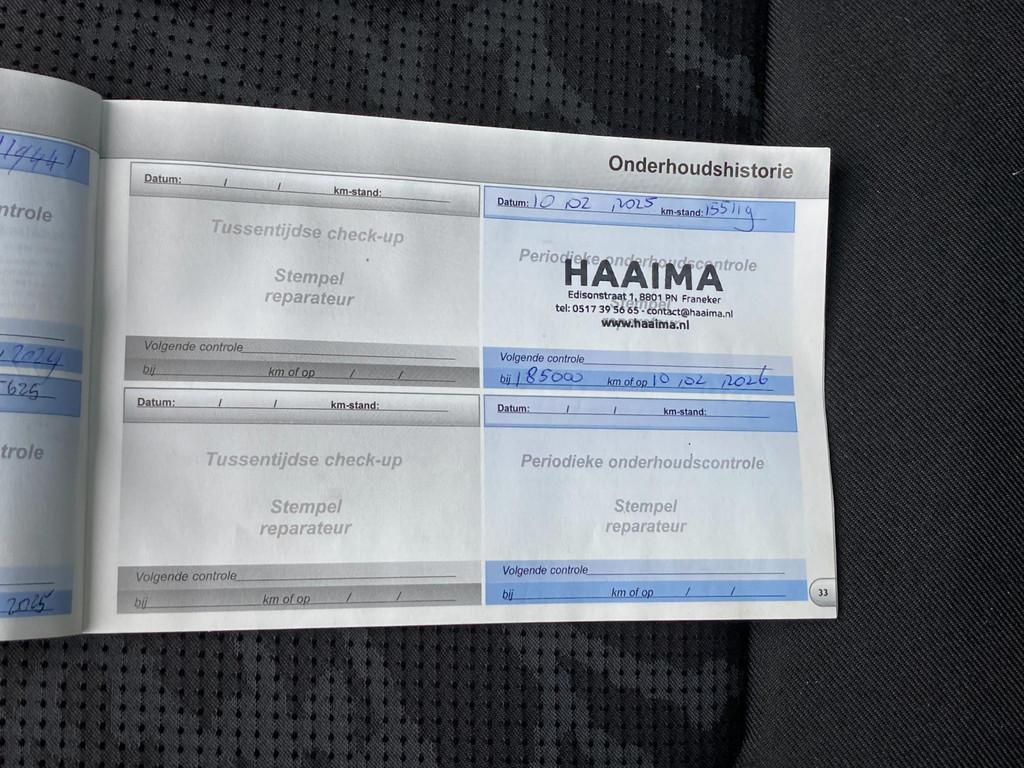 11944
ntrole
2024
625
trole
2025
Onderhoudshistorie
Datum: / / km-stand:
Tussentijdse check-up
Stempel
reparateur
Volgende controle
bij km of op / /
Datum: 10 02 2025 km-stand: 155119
Periodieke onderhoudscontrole
HAAIMA
Edisonstraat 1, 8801 PN Franeker
Stempel
tel: 0517 39 56 65 - contact@haaima.nl
www.haaima.nl
Volgende controle
bij 185000 km of op 10 02 2026
Datum: / / km-stand:
Tussentijdse check-up
Stempel
reparateur
Volgende controle
bij km of op / /
Datum: / / km-stand:
Periodieke onderhoudscontrole
Stempel
reparateur
Volgende controle
bij km of op / /
33